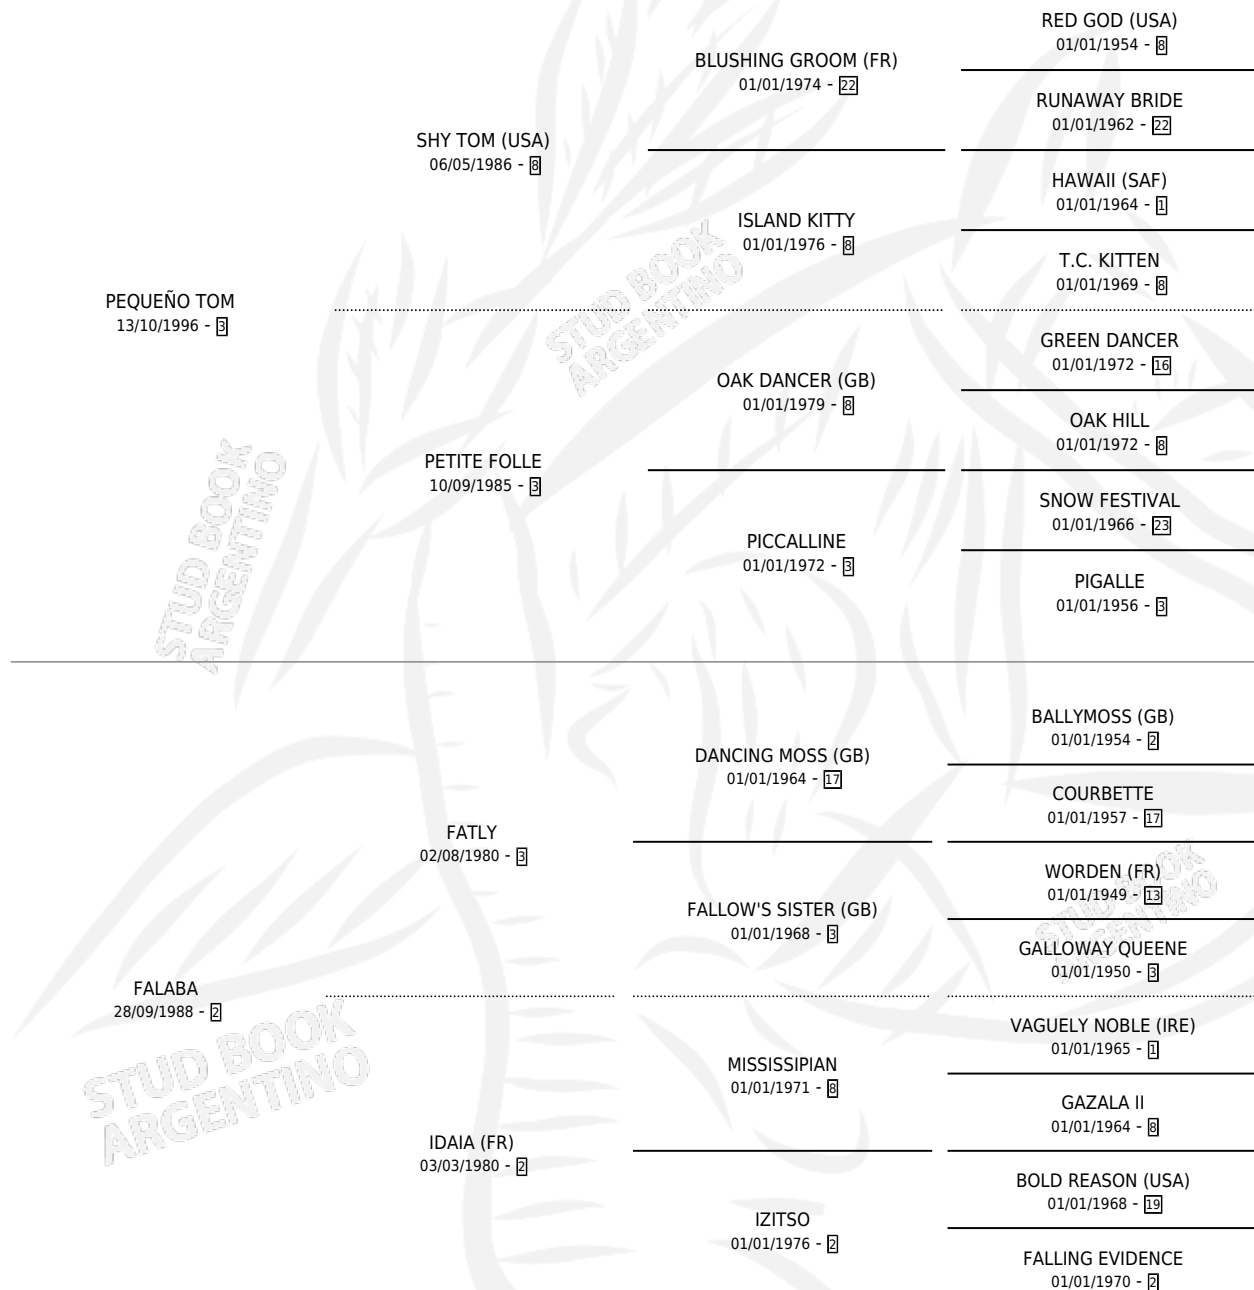 RED GOD (USA)
01/01/1954 - 8
BLUSHING GROOM (FR)
01/01/1974 - 22
RUNAWAY BRIDE
01/01/1962 - 22
SHY TOM (USA)
06/05/1986 - 8
HAWAII (SAF)
01/01/1964 - 1
ISLAND KITTY
01/01/1976 - 8
T.C. KITTEN
01/01/1969 - 8
PEQUEÑO TOM
13/10/1996 - 3
GREEN DANCER
01/01/1972 - 16
OAK DANCER (GB)
01/01/1979 - 8
OAK HILL
01/01/1972 - 8
PETITE FOLLE
10/09/1985 - 3
SNOW FESTIVAL
01/01/1966 - 23
PICCALLINE
01/01/1972 - 3
PIGALLE
01/01/1956 - 3
BALLYMOSS (GB)
01/01/1954 - 2
DANCING MOSS (GB)
01/01/1964 - 17
COURBETTE
01/01/1957 - 17
FATLY
02/08/1980 - 3
WORDEN (FR)
01/01/1949 - 13
FALLOW'S SISTER (GB)
01/01/1968 - 3
GALLOWAY QUEENE
01/01/1950 - 3
FALABA
28/09/1988 - 2
VAGUELY NOBLE (IRE)
01/01/1965 - 1
MISSISSIPIAN
01/01/1971 - 8
GAZALA II
01/01/1964 - 8
IDAIA (FR)
03/03/1980 - 2
BOLD REASON (USA)
01/01/1968 - 19
IZITSO
01/01/1976 - 2
FALLING EVIDENCE
01/01/1970 - 2
STUD BOOK
ARGENTINO
STUD BOOK
ARGENTINO
STUD BOOK
ARGENTINO
STUD BOOK
ARGENTINO